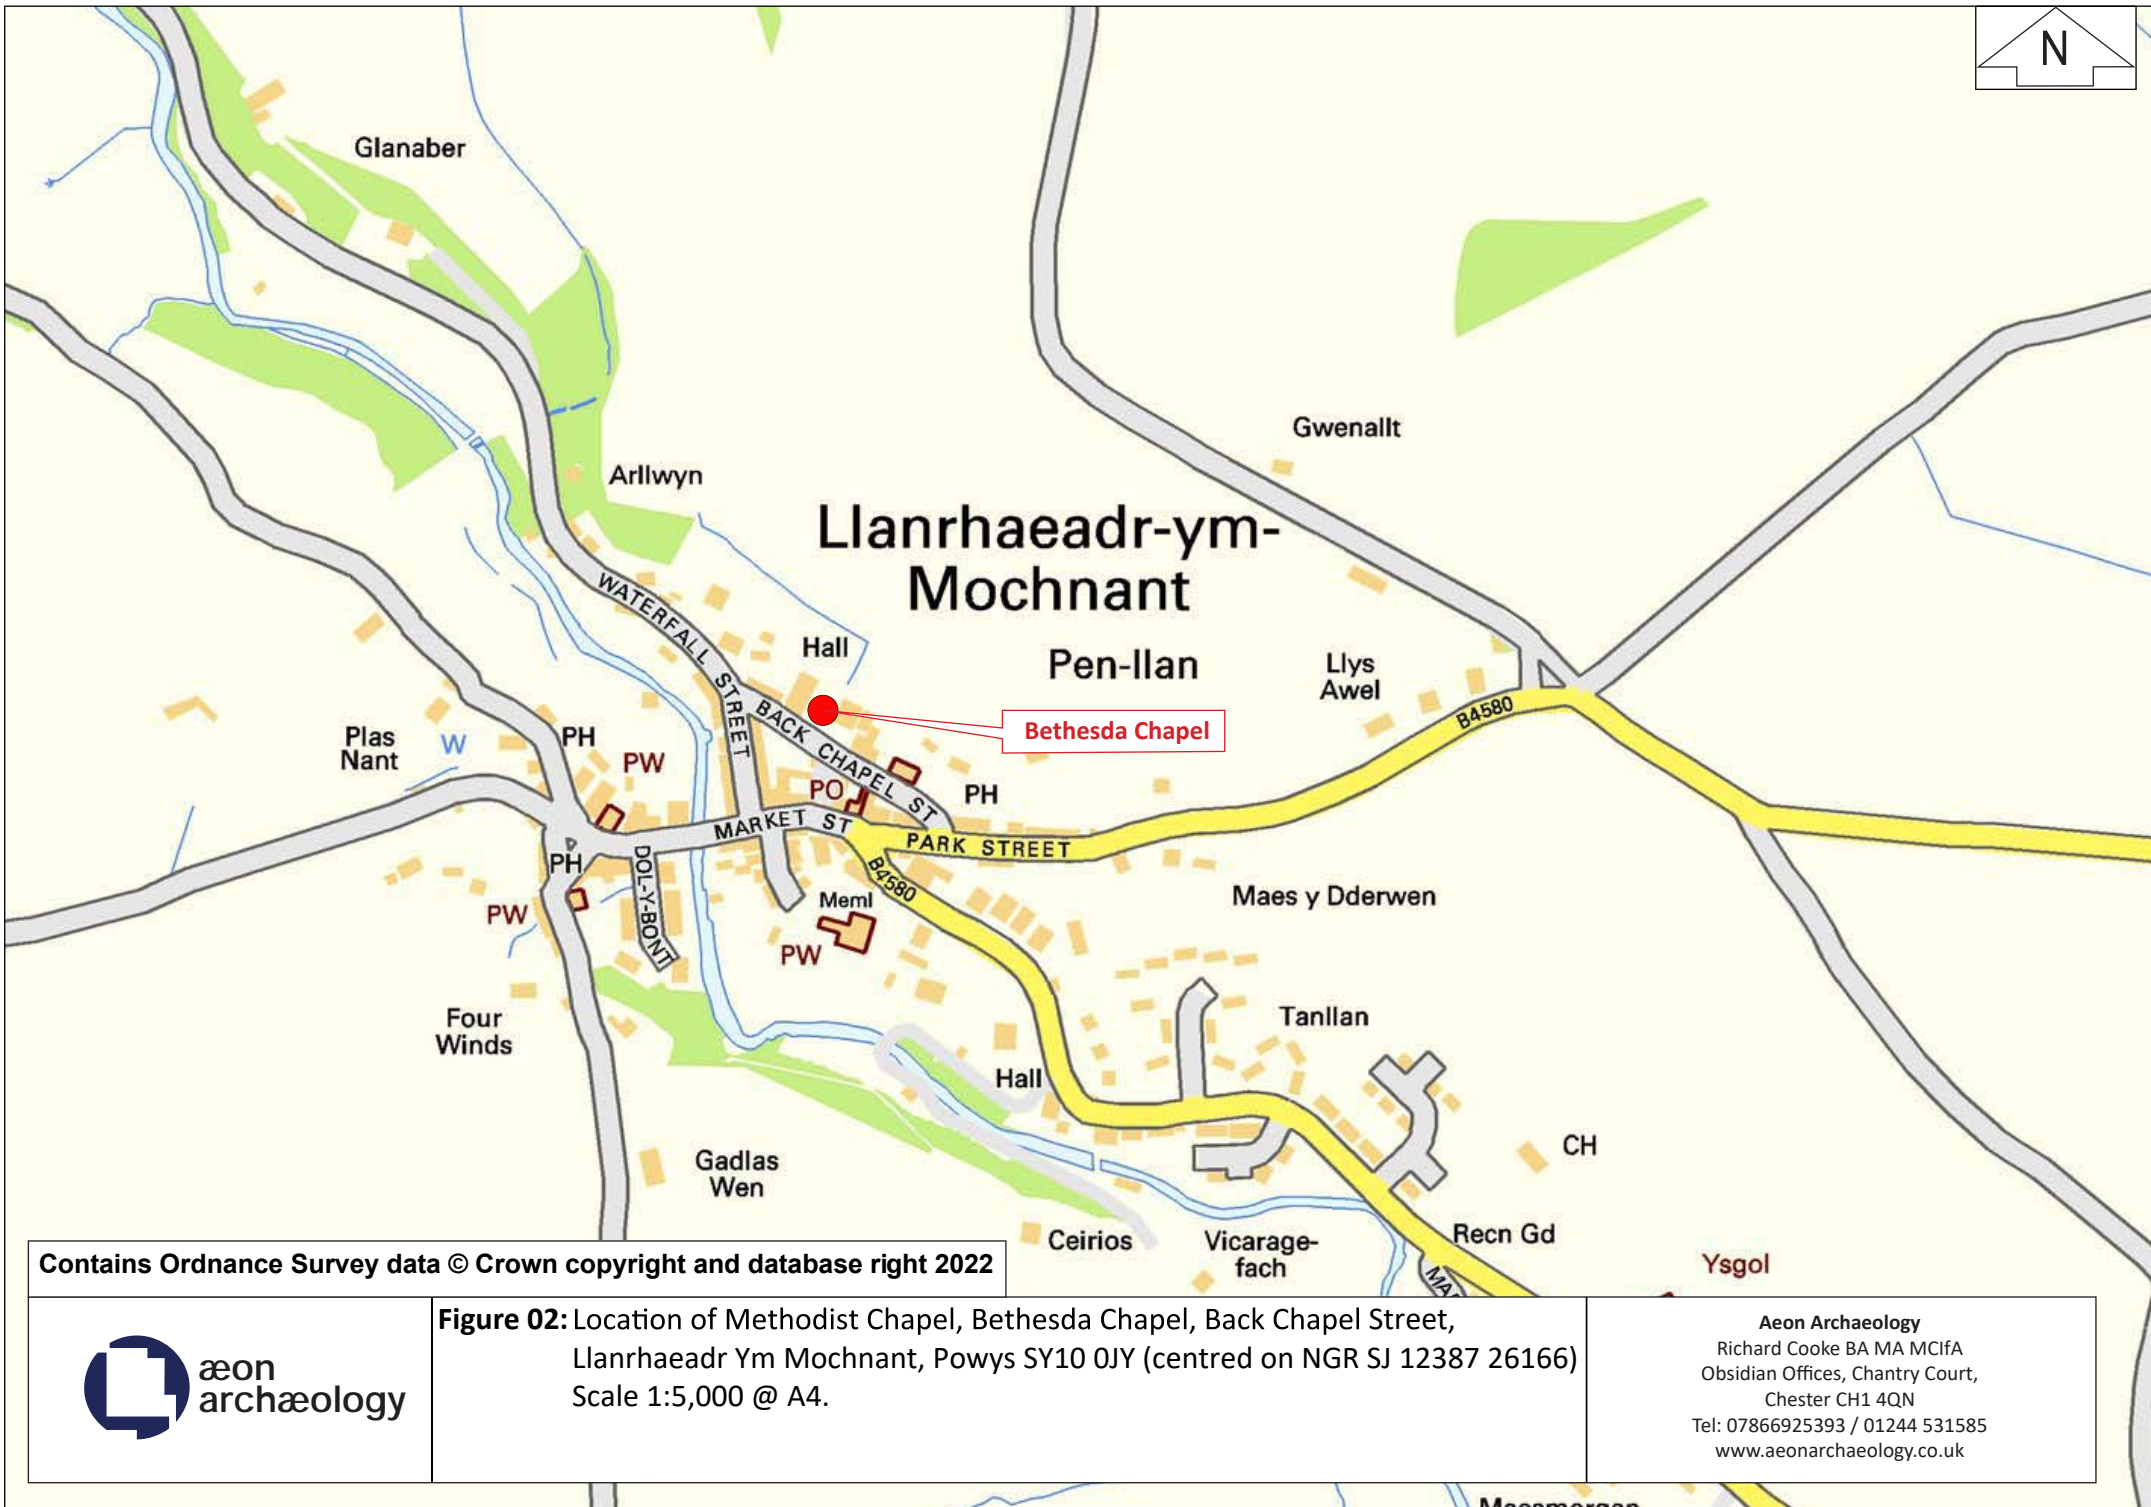 N
Glanaber
Gwenallt
Arllwyn
Llanrhaeadr-ym-
Mochnant
WATERFALL STREET
Hall
Pen-llan
Llys
Awel
B4580
BACK CHAPEL ST
Bethesda Chapel
Plas
Nant
W
PH
PW
PO
PH
MARKET ST
PARK STREET
PH
DOL-Y-BONT
B4580
Meml
Maes y Dderwen
PW
PW
Four
Winds
Tanllan
Hall
CH
Gadlas
Wen
Ceirios
Vicarage-
fach
Recn Gd
Ysgol
MA
Contains Ordnance Survey data © Crown copyright and database right 2022
æon
archæology
Figure 02: Location of Methodist Chapel, Bethesda Chapel, Back Chapel Street,
Llanrhaeadr Ym Mochnant, Powys SY10 0JY (centred on NGR SJ 12387 26166)
Scale 1:5,000 @ A4.
Aeon Archaeology
Richard Cooke BA MA MCIfA
Obsidian Offices, Chantry Court,
Chester CH1 4QN
Tel: 07866925393 / 01244 531585
www.aeonarchaeology.co.uk